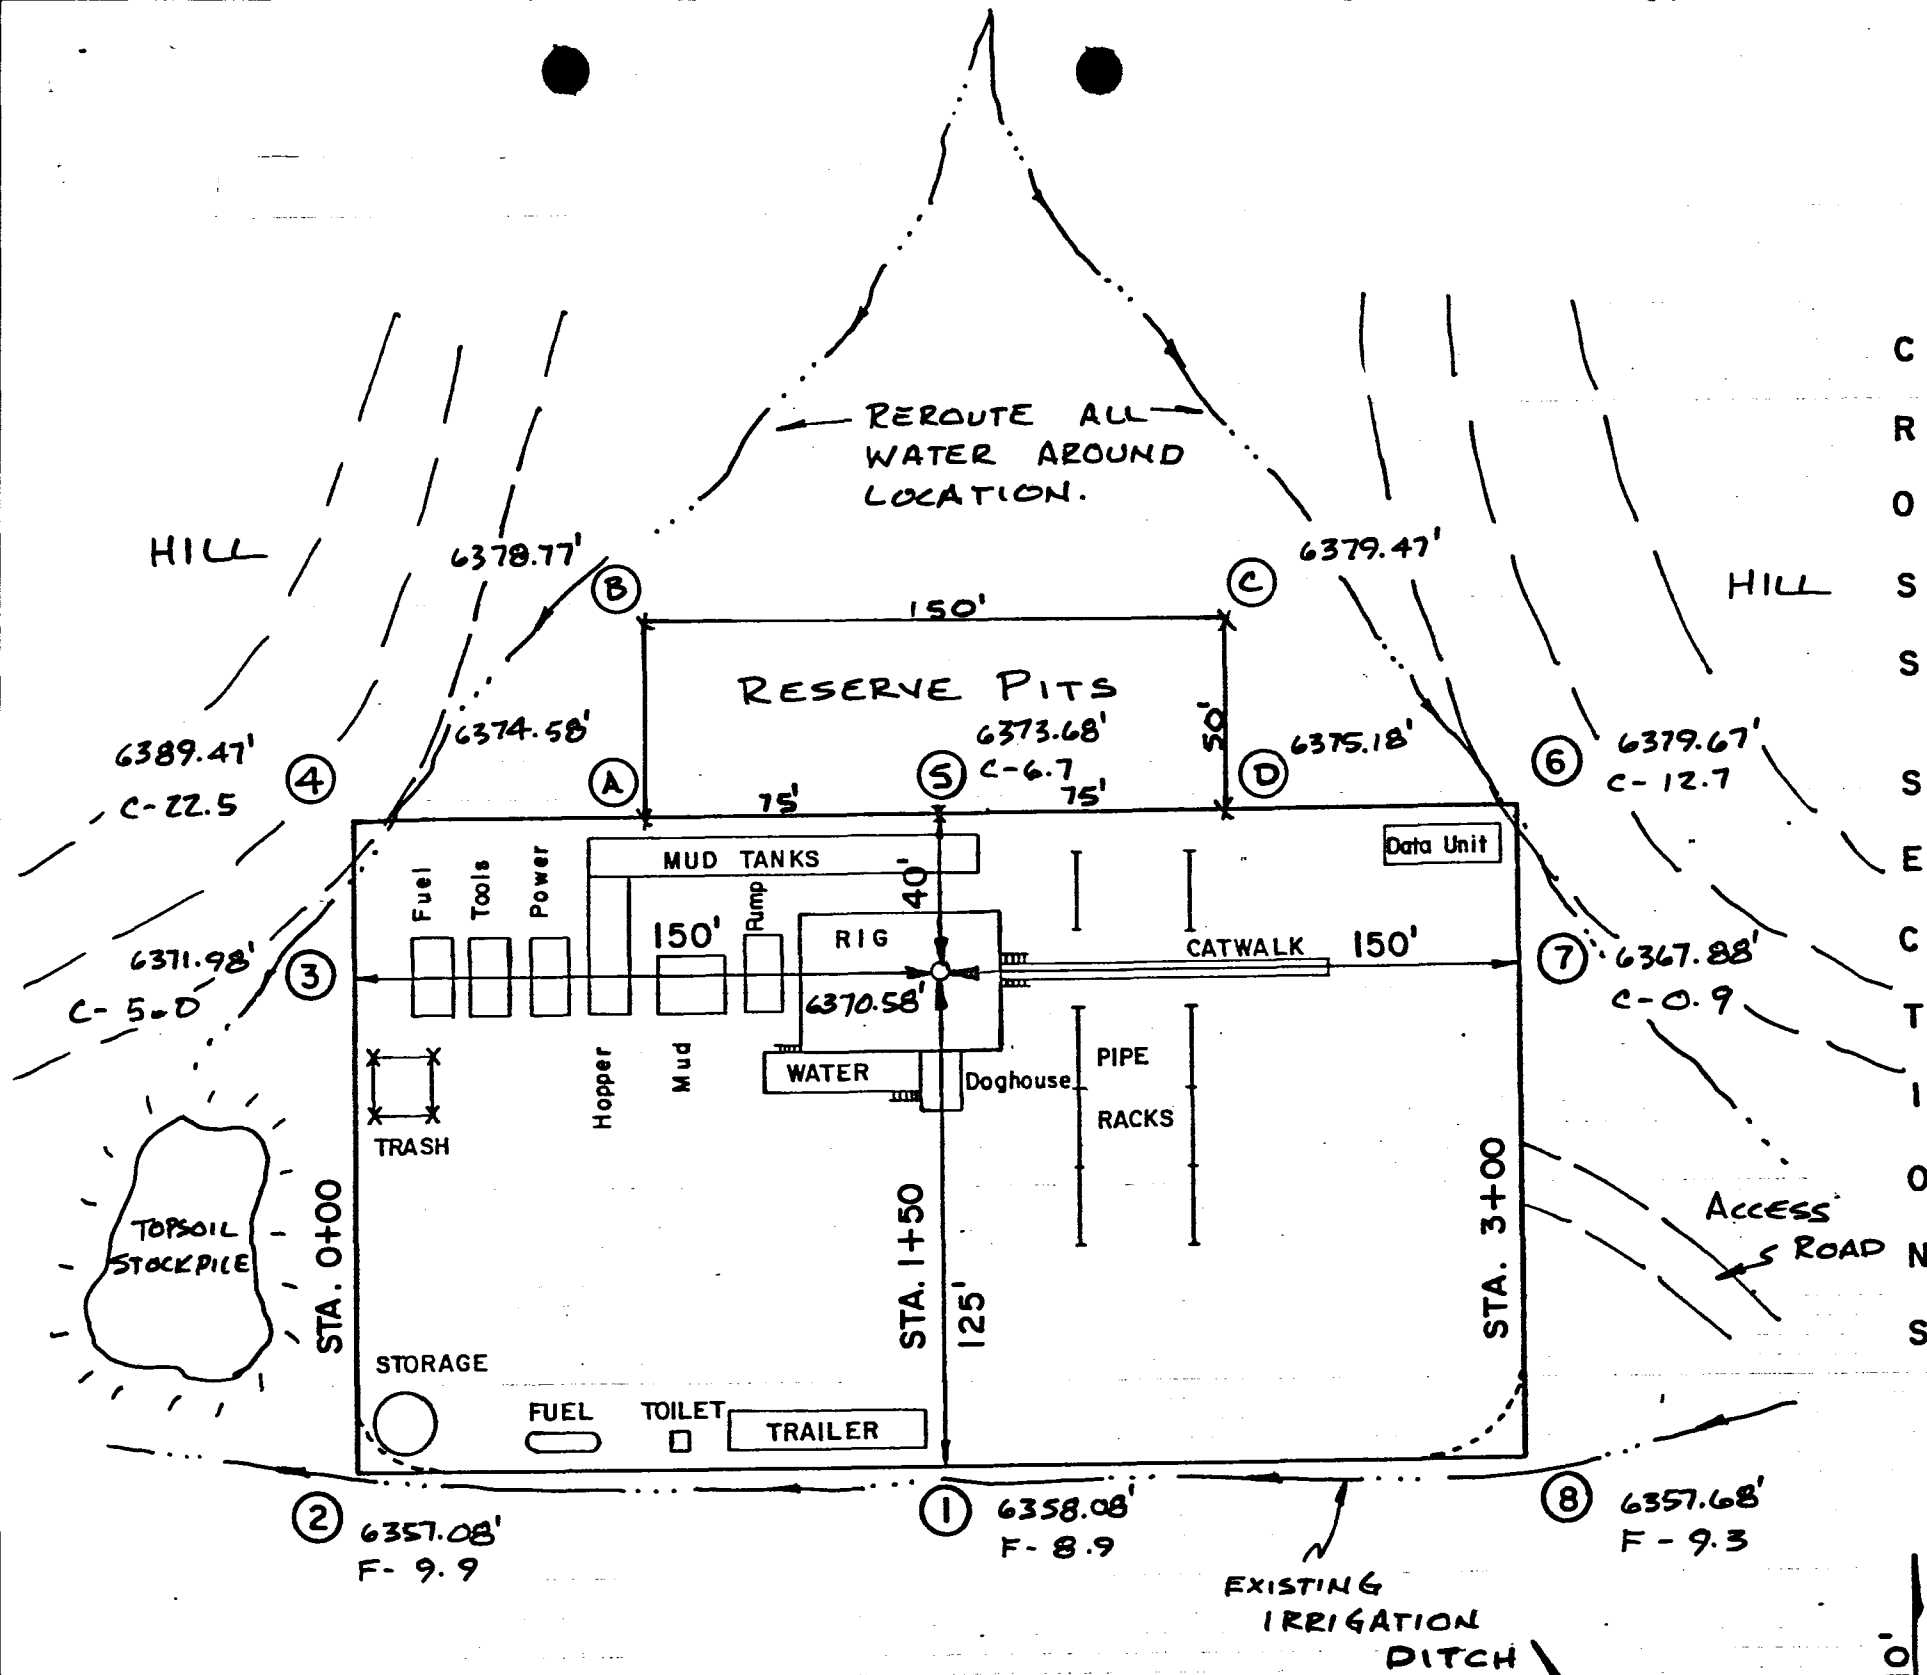 REROUTE ALL
WATER AROUND
LOCATION.
HILL
6378.77'
B
150'
C
6379.47'
HILL
RESERVE PITS
6389.47'
C-22.5
4
6374.58'
A
75'
5
6373.68'
C-6.7
75'
50'
D
6375.18'
6
6379.67'
C-12.7
Fuel
Tools
Power
MUD TANKS
Pump
40'
Data Unit
6371.98'
C-5.0
3
150'
RIG
6370.58'
CATWALK
150'
7
6367.88'
C-0.9
Hopper
Mud
WATER
Doghouse
PIPE
RACKS
TRASH
TOPSOIL
STOCKPILE
STA. 0+00
STA. 1+50
125'
STA. 3+00
ACCESS
ROAD
STORAGE
FUEL
TOILET
TRAILER
2
6357.08'
F-9.9
1
6358.08'
F-8.9
8
6357.68'
F-9.3
EXISTING
IRRIGATION
DITCH
CROSS SECTIONS